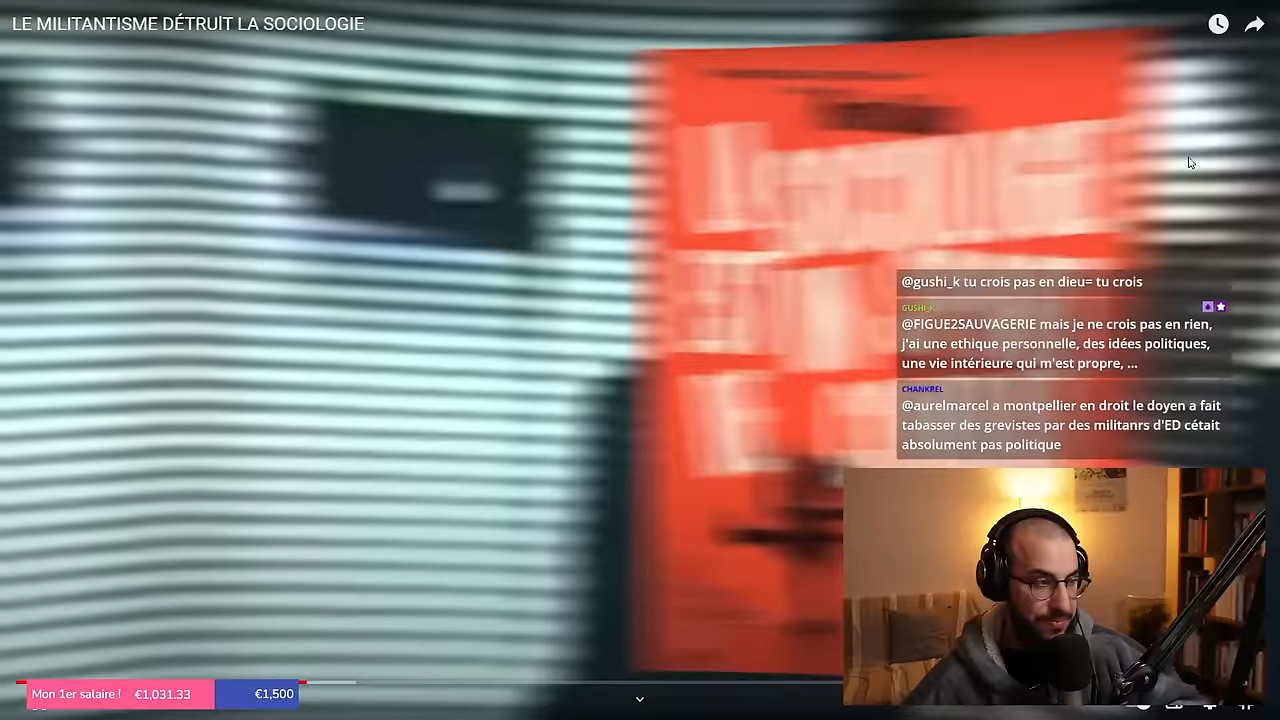 LE MILITANTISME DÉTRUIT LA SOCIOLOGIE
@gushi_k tu crois pas en dieu= tu crois
GUSHI_K
@FIGUE2SAUVAGERIE mais je ne crois pas en rien,
j'ai une ethique personnelle, des idées politiques,
une vie intérieure qui m'est propre, ...
CHANKREL
@aurelmarcel a montpellier en droit le doyen a fait
tabasser des grevistes par des militanrs d'ED cétait
absolument pas politique
Mon 1er salaire ! €1,031.33 €1,500